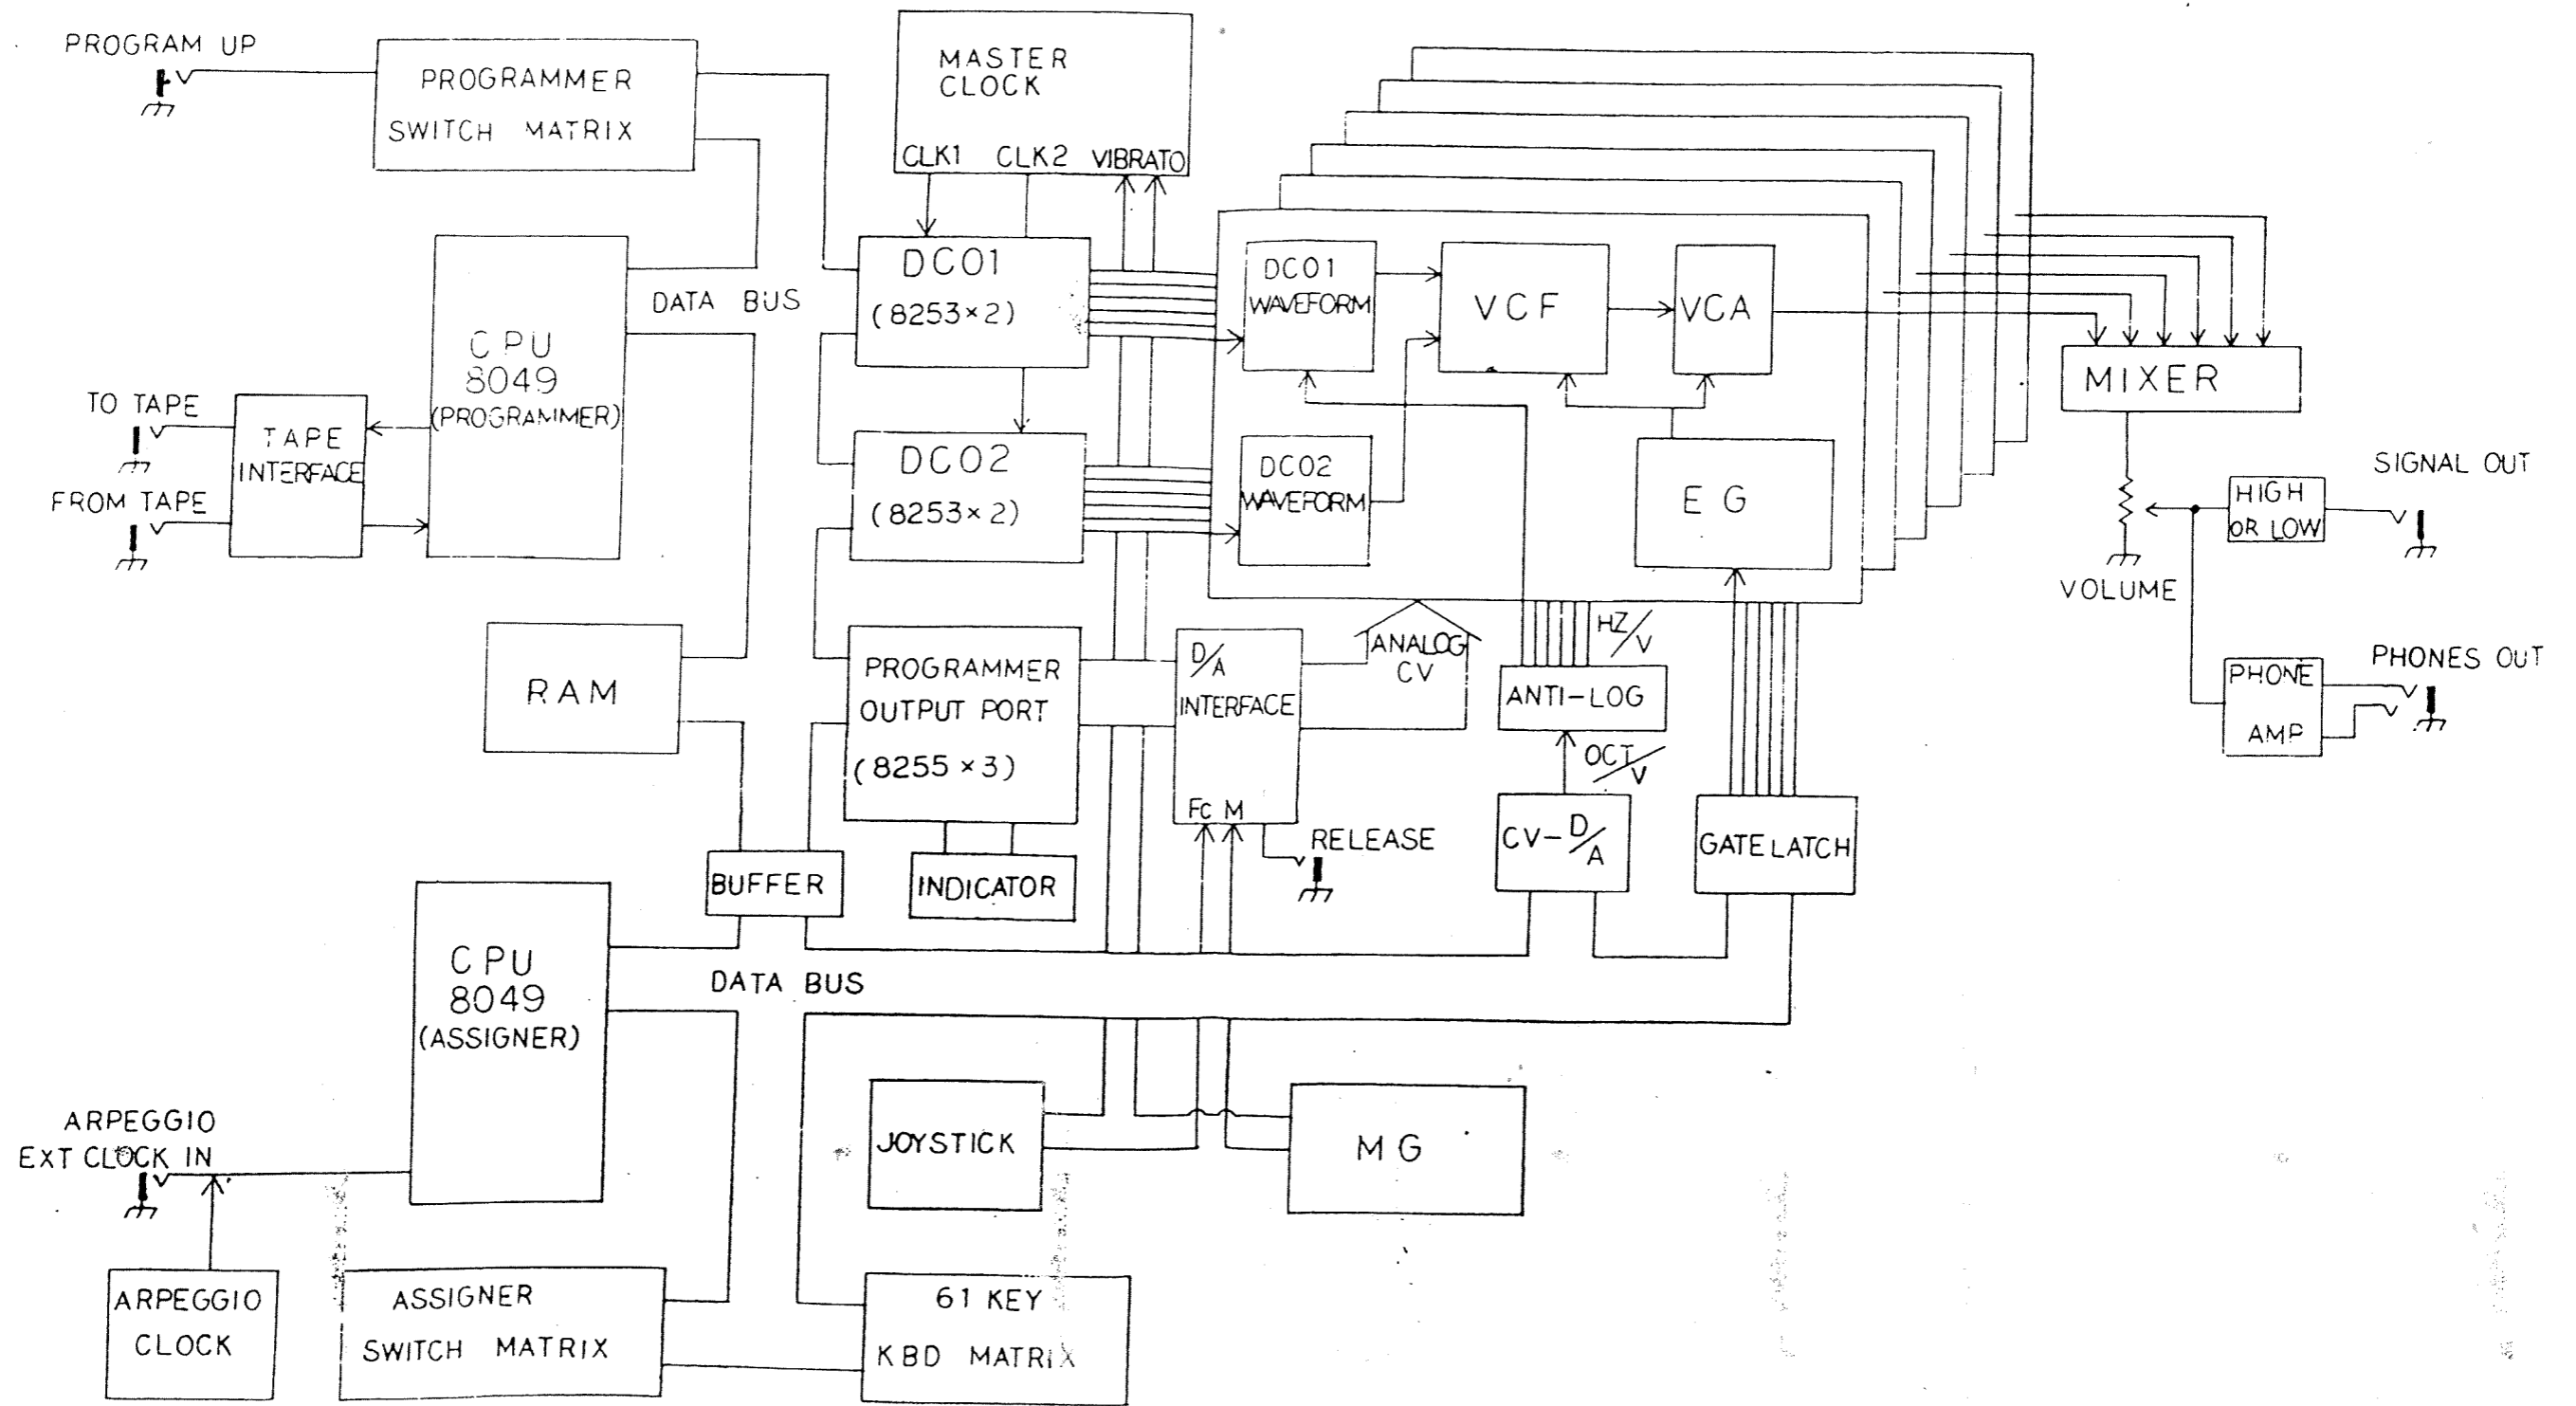 PROGRAM UP
PROGRAMMER
SWITCH MATRIX
MASTER
CLOCK
CLK1 CLK2 VIBRATO
CPU
8049
(PROGRAMMER)
DATA BUS
DCO1
(8253×2)
DCO2
(8253×2)
DCO1
WAVEFORM
DCO2
WAVEFORM
VCF
VCA
EG
MIXER
VOLUME
HIGH
OR LOW
SIGNAL OUT
PHONE
AMP
PHONES OUT
TO TAPE
FROM TAPE
TAPE
INTERFACE
RAM
PROGRAMMER
OUTPUT PORT
(8255×3)
D/A
INTERFACE
Fc M
ANALOG
CV
HZ/V
ANTI-LOG
OCT/V
CV-D/A
GATE LATCH
RELEASE
BUFFER
INDICATOR
CPU
8049
(ASSIGNER)
DATA BUS
ARPEGGIO
EXT CLOCK IN
JOYSTICK
MG
ARPEGGIO
CLOCK
ASSIGNER
SWITCH MATRIX
61 KEY
KBD MATRIX